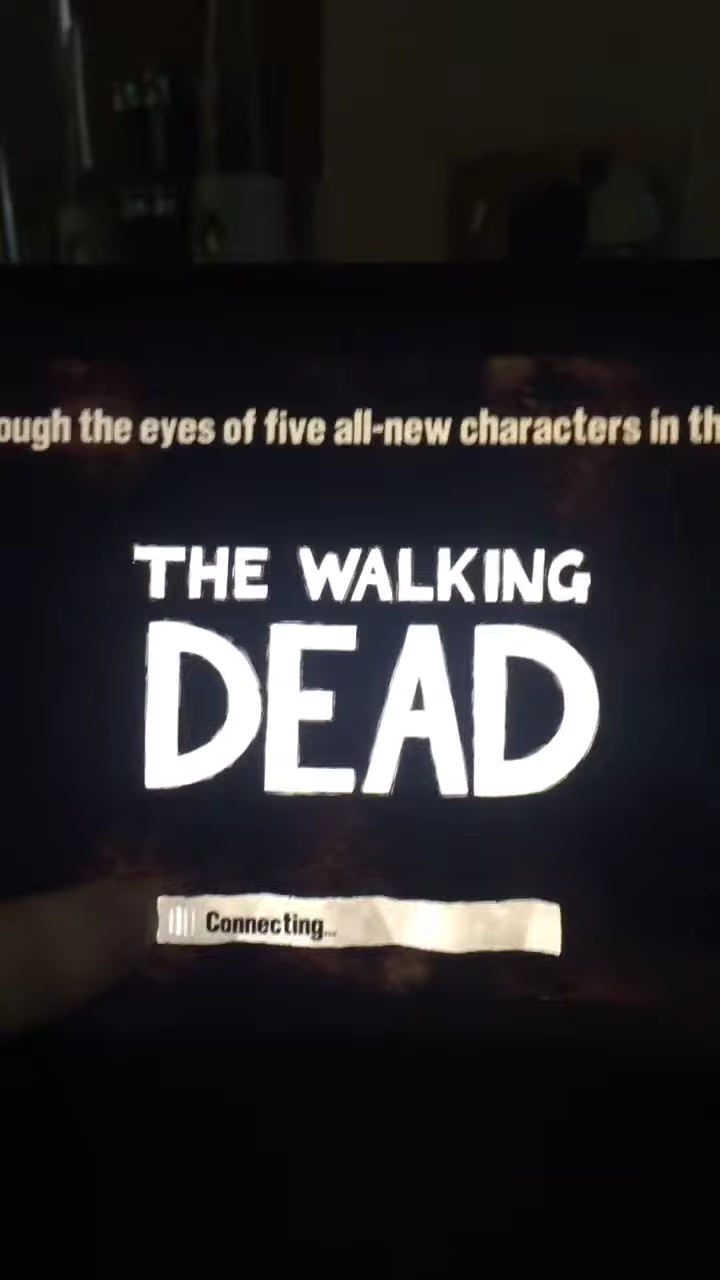 ough the eyes of five all-new characters in th
THE WALKING
DEAD
Connecting...